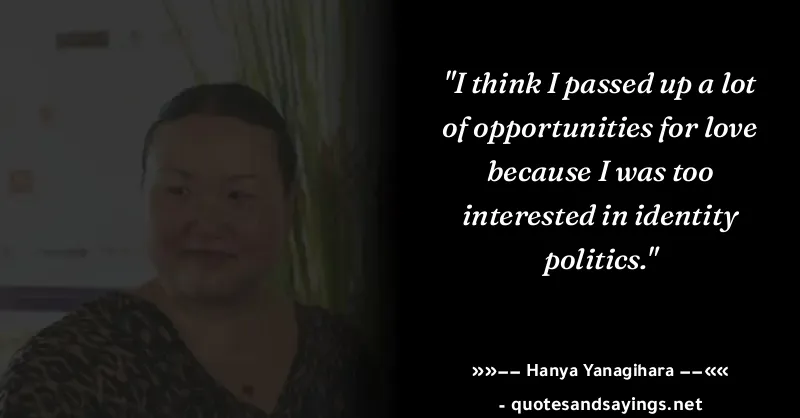 "I think I passed up a lot
of opportunities for love
because I was too
interested in identity
politics."
»»-- Hanya Yanagihara --««
- quotesandsayings.net